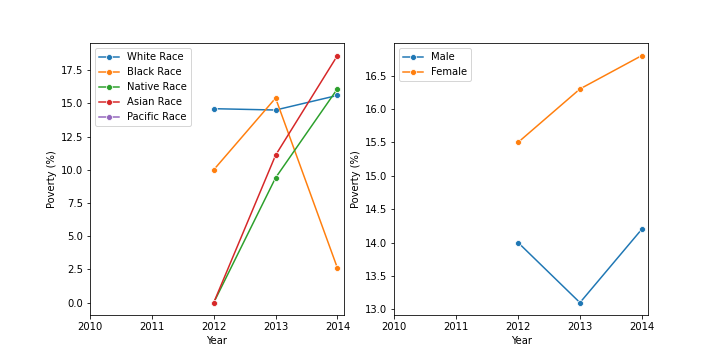 White Race
Black Race
Native Race
Asian Race
Pacific Race
17.5
15.0
12.5
10.0
7.5
5.0
2.5
0.0
Poverty (%)
2010 2011 2012 2013 2014
Year
Male
Female
16.5
16.0
15.5
15.0
14.5
14.0
13.5
13.0
Poverty (%)
2010 2011 2012 2013 2014
Year